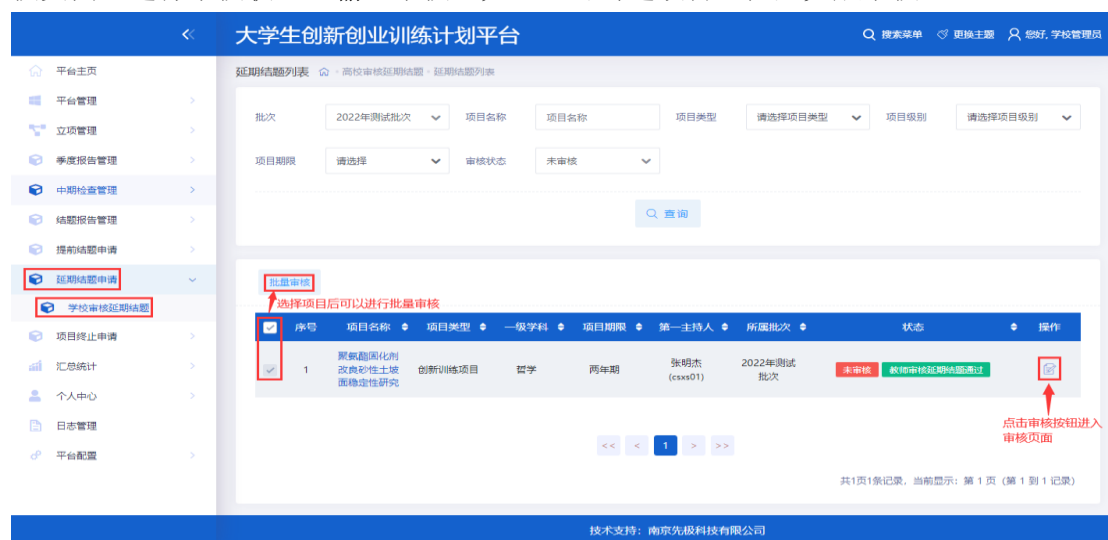 大学生创新创业训练计划平台
搜索菜单 更换主题 您好, 学校管理员
平台主页
平台管理
立项管理
季度报告管理
中期检查管理
结题报告管理
提前结题申请
延期结题申请
学校审核延期结题
项目终止申请
汇总统计
个人中心
日志管理
平台配置
延期结题列表 - 高校审核延期结题 - 延期结题列表
批次 2022年测试批次 项目名称 项目名称 项目类型 请选择项目类型 项目级别 请选择项目级别
项目期限 请选择 审核状态 未审核
查询
批量审核
选择项目后可以进行批量审核
序号 项目名称 项目类型 一级学科 项目期限 第一主持人 所属批次 状态 操作
1 聚氨酯固化剂改良砂性土坡面稳定性研究 创新训练项目 哲学 两年期 张明杰 (csxs01) 2022年测试批次 未审核 教师审核延期结题通过
点击审核按钮进入
审核页面
<< < 1 > >>
共1页1条记录, 当前显示: 第 1 页 (第 1 到 1 记录)
技术支持: 南京先极科技有限公司